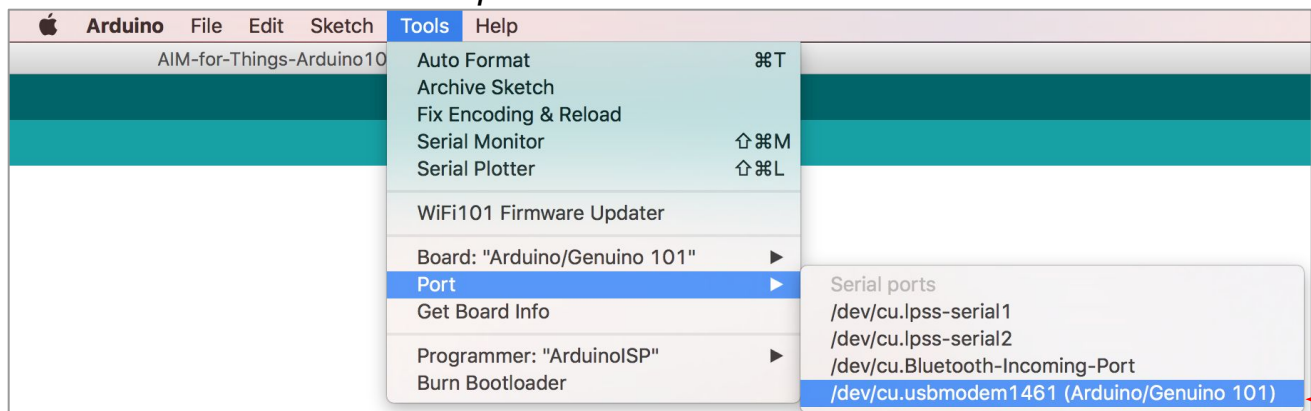 Arduino File Edit Sketch Tools Help
AIM-for-Things-Arduino10
Auto Format ⌘T
Archive Sketch
Fix Encoding & Reload
Serial Monitor ⇧⌘M
Serial Plotter ⇧⌘L
WiFi101 Firmware Updater
Board: "Arduino/Genuino 101" ▶
Port ▶
Get Board Info
Programmer: "ArduinoISP" ▶
Burn Bootloader
Serial ports
/dev/cu.lpss-serial1
/dev/cu.lpss-serial2
/dev/cu.Bluetooth-Incoming-Port
/dev/cu.usbmodem1461 (Arduino/Genuino 101)